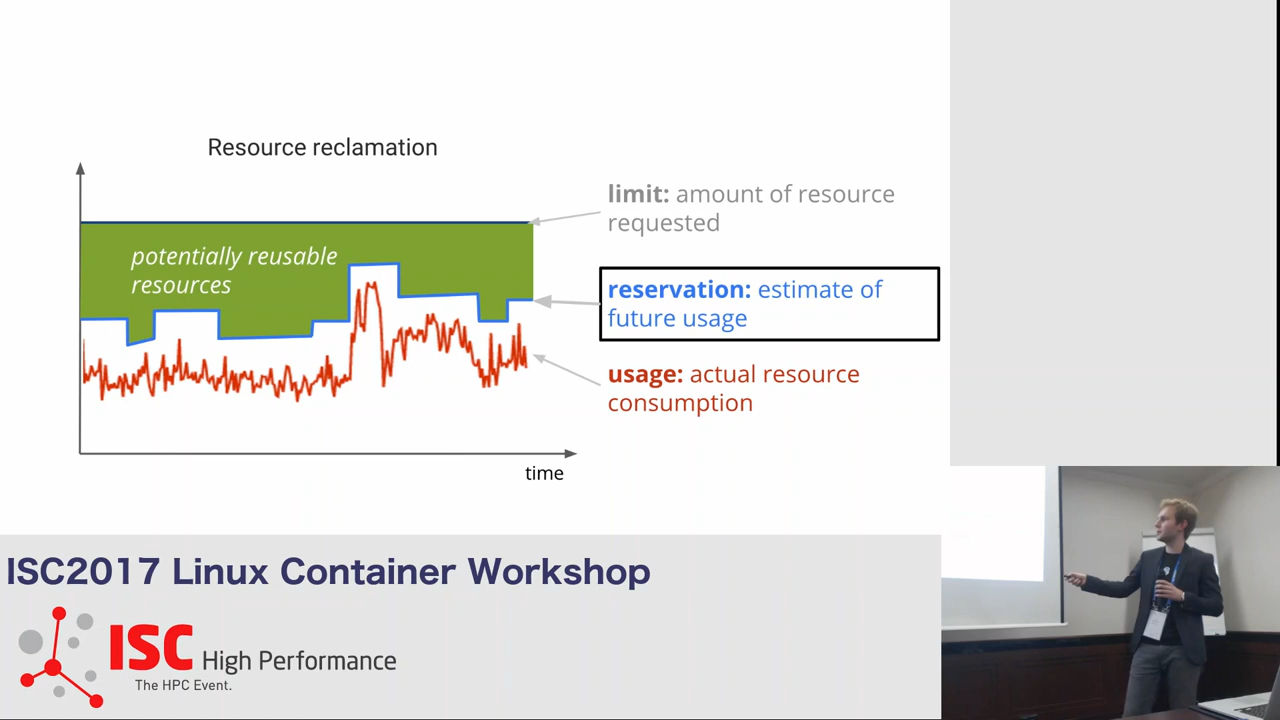 Resource reclamation
limit: amount of resource
requested
potentially reusable
resources
reservation: estimate of
future usage
usage: actual resource
consumption
time
ISC2017 Linux Container Workshop
ISC High Performance
The HPC Event.